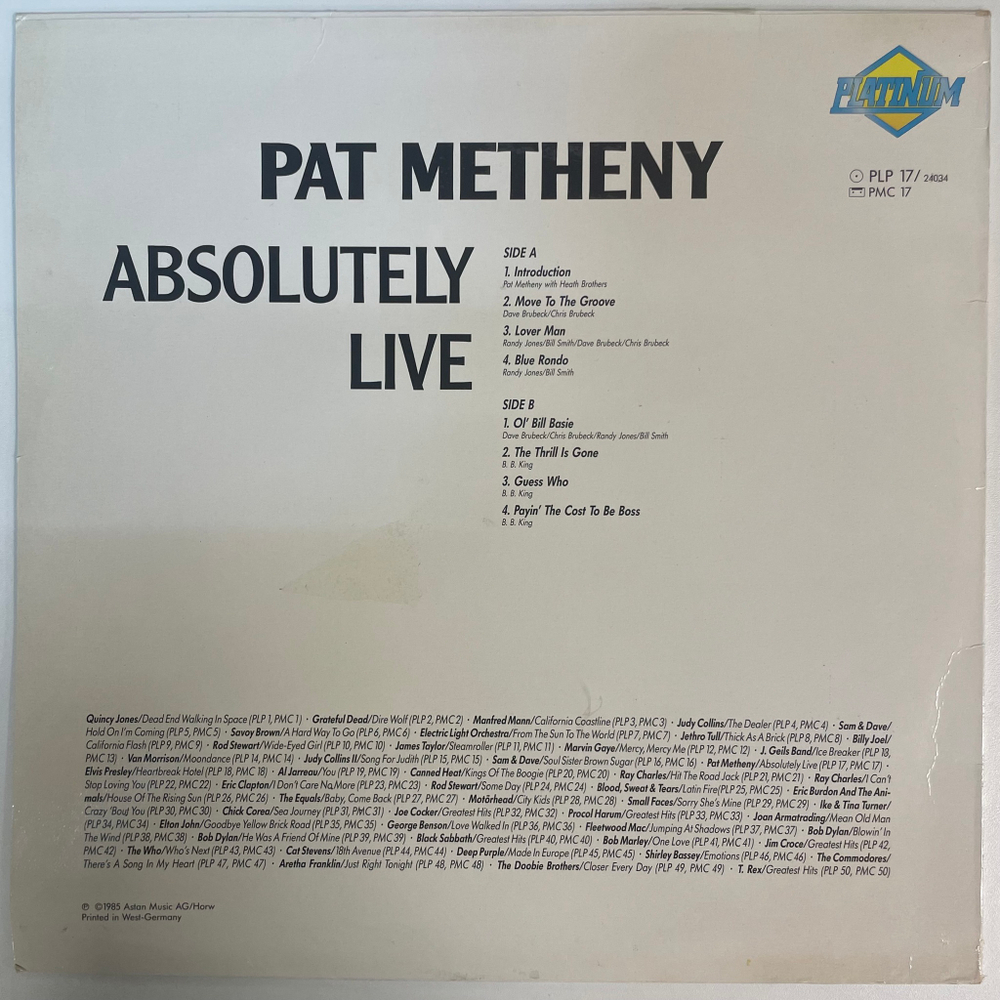 PLATINUM
PAT METHENY
PLP 17/ 24034
PMC 17
ABSOLUTELY
LIVE
SIDE A
1. Introduction
Pat Metheny with Heath Brothers
2. Move To The Groove
Dave Brubeck/Chris Brubeck
3. Lover Man
Randy Jones/Bill Smith/Dave Brubeck/Chris Brubeck
4. Blue Rondo
Randy Jones/Bill Smith
SIDE B
1. Ol' Bill Basie
Dave Brubeck/Chris Brubeck/Randy Jones/Bill Smith
2. The Thrill Is Gone
B. B. King
3. Guess Who
B. B. King
4. Payin' The Cost To Be Boss
B. B. King
Quincy Jones/Dead End Walking In Space (PLP 1, PMC 1) · Grateful Dead/Dire Wolf (PLP 2, PMC 2) · Manfred Mann/California Coastline (PLP 3, PMC 3) · Judy Collins/The Dealer (PLP 4, PMC 4) · Sam & Dave/
Hold On I'm Coming (PLP 5, PMC 5) · Savoy Brown/A Hard Way To Go (PLP 6, PMC 6) · Electric Light Orchestra/From The Sun To The World (PLP 7, PMC 7) · Jethro Tull/Thick As A Brick (PLP 8, PMC 8) · Billy Joel/
California Flash (PLP 9, PMC 9) · Rod Stewart/Wide-Eyed Girl (PLP 10, PMC 10) · James Taylor/Steamroller (PLP 11, PMC 11) · Marvin Gaye/Mercy, Mercy Me (PLP 12, PMC 12) · J. Geils Band/Ice Breaker (PLP 13,
PMC 13) · Van Morrison/Moondance (PLP 14, PMC 14) · Judy Collins II/Song For Judith (PLP 15, PMC 15) · Sam & Dave/Soul Sister Brown Sugar (PLP 16, PMC 16) · Pat Metheny/Absolutely Live (PLP 17, PMC 17) ·
Elvis Presley/Heartbreak Hotel (PLP 18, PMC 18) · Al Jarreau/You (PLP 19, PMC 19) · Canned Heat/Kings Of The Boogie (PLP 20, PMC 20) · Ray Charles/Hit The Road Jack (PLP 21, PMC 21) · Ray Charles/I Can't
Stop Loving You (PLP 22, PMC 22) · Eric Clapton/I Don't Care No More (PLP 23, PMC 23) · Rod Stewart/Some Day (PLP 24, PMC 24) · Blood, Sweat & Tears/Latin Fire(PLP 25, PMC 25) · Eric Burdon And The Ani-
mals/House Of The Rising Sun (PLP 26, PMC 26) · The Equals/Baby, Come Back (PLP 27, PMC 27) · Motörhead/City Kids (PLP 28, PMC 28) · Small Faces/Sorry She's Mine (PLP 29, PMC 29) · Ike & Tina Turner/
Crazy 'Bout You (PLP 30, PMC 30) · Chick Corea/Sea Journey (PLP 31, PMC 31) · Joe Cocker/Greatest Hits (PLP 32, PMC 32) · Procol Harum/Greatest Hits (PLP 33, PMC 33) · Joan Armatrading/Mean Old Man
(PLP 34, PMC 34) · Elton John/Goodbye Yellow Brick Road (PLP 35, PMC 35) · George Benson/Love Walked In (PLP 36, PMC 36) · Fleetwood Mac/Jumping At Shadows (PLP 37, PMC 37) · Bob Dylan/Blowin' In
The Wind (PLP 38, PMC 38) · Bob Dylan/He Was A Friend Of Mine (PLP 39, PMC 39) · Black Sabbath/Greatest Hits (PLP 40, PMC 40) · Bob Marley/One Love (PLP 41, PMC 41) · Jim Croce/Greatest Hits (PLP 42,
PMC 42) · The Who/Who's Next (PLP 43, PMC 43) · Cat Stevens/18th Avenue (PLP 44, PMC 44) · Deep Purple/Made In Europe (PLP 45, PMC 45) · Shirley Bassey/Emotions (PLP 46, PMC 46) · The Commodores/
There's A Song In My Heart (PLP 47, PMC 47) · Aretha Franklin/Just Right Tonight (PLP 48, PMC 48) · The Doobie Brothers/Closer Every Day (PLP 49, PMC 49) · T. Rex/Greatest Hits (PLP 50, PMC 50)
℗ ©1985 Astan Music AG/Horw
Printed in West-Germany